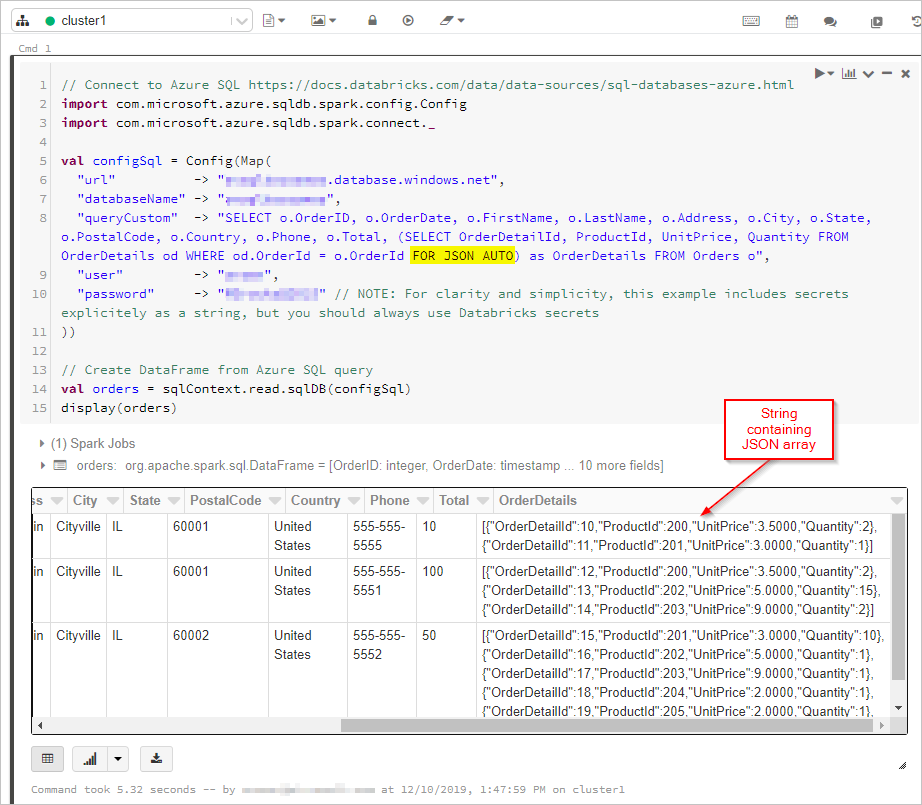 cluster1
Cmd 1
1 // Connect to Azure SQL https://docs.databricks.com/data/data-sources/sql-databases-azure.html
2 import com.microsoft.azure.sqldb.spark.config.Config
3 import com.microsoft.azure.sqldb.spark.connect._
4
5 val configSql = Config(Map(
6 "url" -> " .database.windows.net",
7 "databaseName" -> " ",
8 "queryCustom" -> "SELECT o.OrderID, o.OrderDate, o.FirstName, o.LastName, o.Address, o.City, o.State,
o.PostalCode, o.Country, o.Phone, o.Total, (SELECT OrderDetailId, ProductId, UnitPrice, Quantity FROM
OrderDetails od WHERE od.OrderId = o.OrderId FOR JSON AUTO) as OrderDetails FROM Orders o",
9 "user" -> " ",
10 "password" -> " " // NOTE: For clarity and simplicity, this example includes secrets
explicitely as a string, but you should always use Databricks secrets
11 ))
12
13 // Create DataFrame from Azure SQL query
14 val orders = sqlContext.read.sqlDB(configSql)
15 display(orders)
String
containing
JSON array
(1) Spark Jobs
orders: org.apache.spark.sql.DataFrame = [OrderID: integer, OrderDate: timestamp ... 10 more fields]
ss City State PostalCode Country Phone Total OrderDetails
in Cityville IL 60001 United 555-555- 10 [{"OrderDetailId":10,"ProductId":200,"UnitPrice":3.5000,"Quantity":2},
States 5555 {"OrderDetailId":11,"ProductId":201,"UnitPrice":3.0000,"Quantity":1}]
in Cityville IL 60001 United 555-555- 100 [{"OrderDetailId":12,"ProductId":200,"UnitPrice":3.5000,"Quantity":2},
States 5551 {"OrderDetailId":13,"ProductId":202,"UnitPrice":5.0000,"Quantity":15},
{"OrderDetailId":14,"ProductId":203,"UnitPrice":9.0000,"Quantity":2}]
in Cityville IL 60002 United 555-555- 50 [{"OrderDetailId":15,"ProductId":201,"UnitPrice":3.0000,"Quantity":10},
States 5552 {"OrderDetailId":16,"ProductId":202,"UnitPrice":5.0000,"Quantity":1},
{"OrderDetailId":17,"ProductId":203,"UnitPrice":9.0000,"Quantity":1},
{"OrderDetailId":18,"ProductId":204,"UnitPrice":2.0000,"Quantity":1},
{"OrderDetailId":19,"ProductId":205,"UnitPrice":2.0000,"Quantity":1},
Command took 5.32 seconds -- by at 12/10/2019, 1:47:59 PM on cluster1